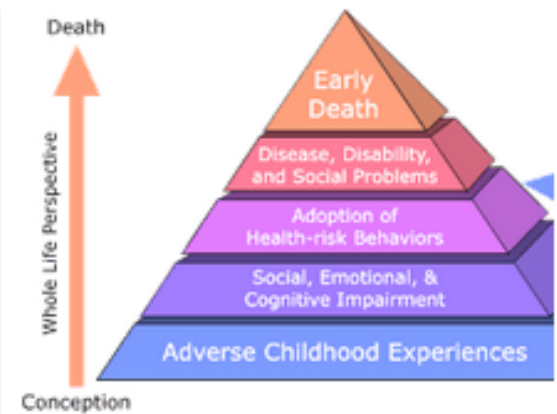 Death
Whole Life Perspective
Conception
Early
Death
Disease, Disability,
and Social Problems
Adoption of
Health-risk Behaviors
Social, Emotional, &
Cognitive Impairment
Adverse Childhood Experiences